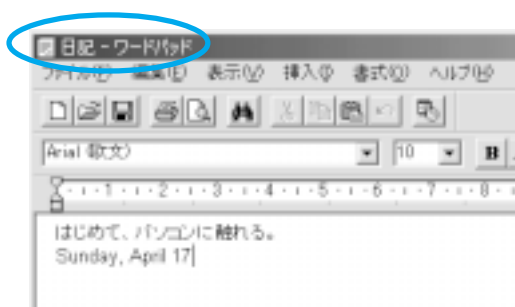 日記 - ワードパッド
ファイル(F) 編集(E) 表示(V) 挿入(I) 書式(O) ヘルプ(H)
Arial (欧文) 10 B
1 2 3 4 5 6 7 8
はじめて、パソコンに触れる。
Sunday, April 17